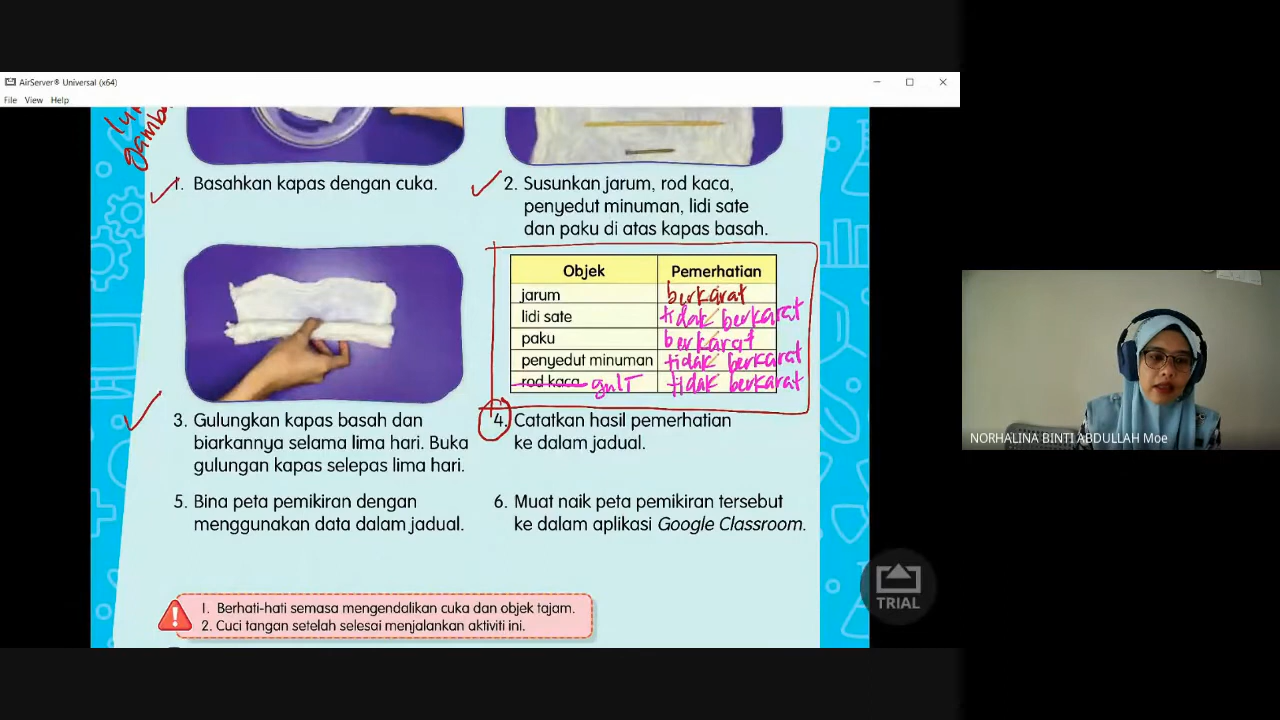 AirServer® Universal (x64)
File View Help
gambar
1. Basahkan kapas dengan cuka.
2. Susunkan jarum, rod kaca,
penyedut minuman, lidi sate
dan paku di atas kapas basah.
Objek Pemerhatian
jarum berkarat
lidi sate tidak berkarat
paku berkarat
penyedut minuman tidak berkarat
rod kaca guli tidak berkarat
3. Gulungkan kapas basah dan
biarkannya selama lima hari. Buka
gulungan kapas selepas lima hari.
4. Catatkan hasil pemerhatian
ke dalam jadual.
5. Bina peta pemikiran dengan
menggunakan data dalam jadual.
6. Muat naik peta pemikiran tersebut
ke dalam aplikasi Google Classroom.
1. Berhati-hati semasa mengendalikan cuka dan objek tajam.
2. Cuci tangan setelah selesai menjalankan aktiviti ini.
TRIAL
NORHALINA BINTI ABDULLAH Moe